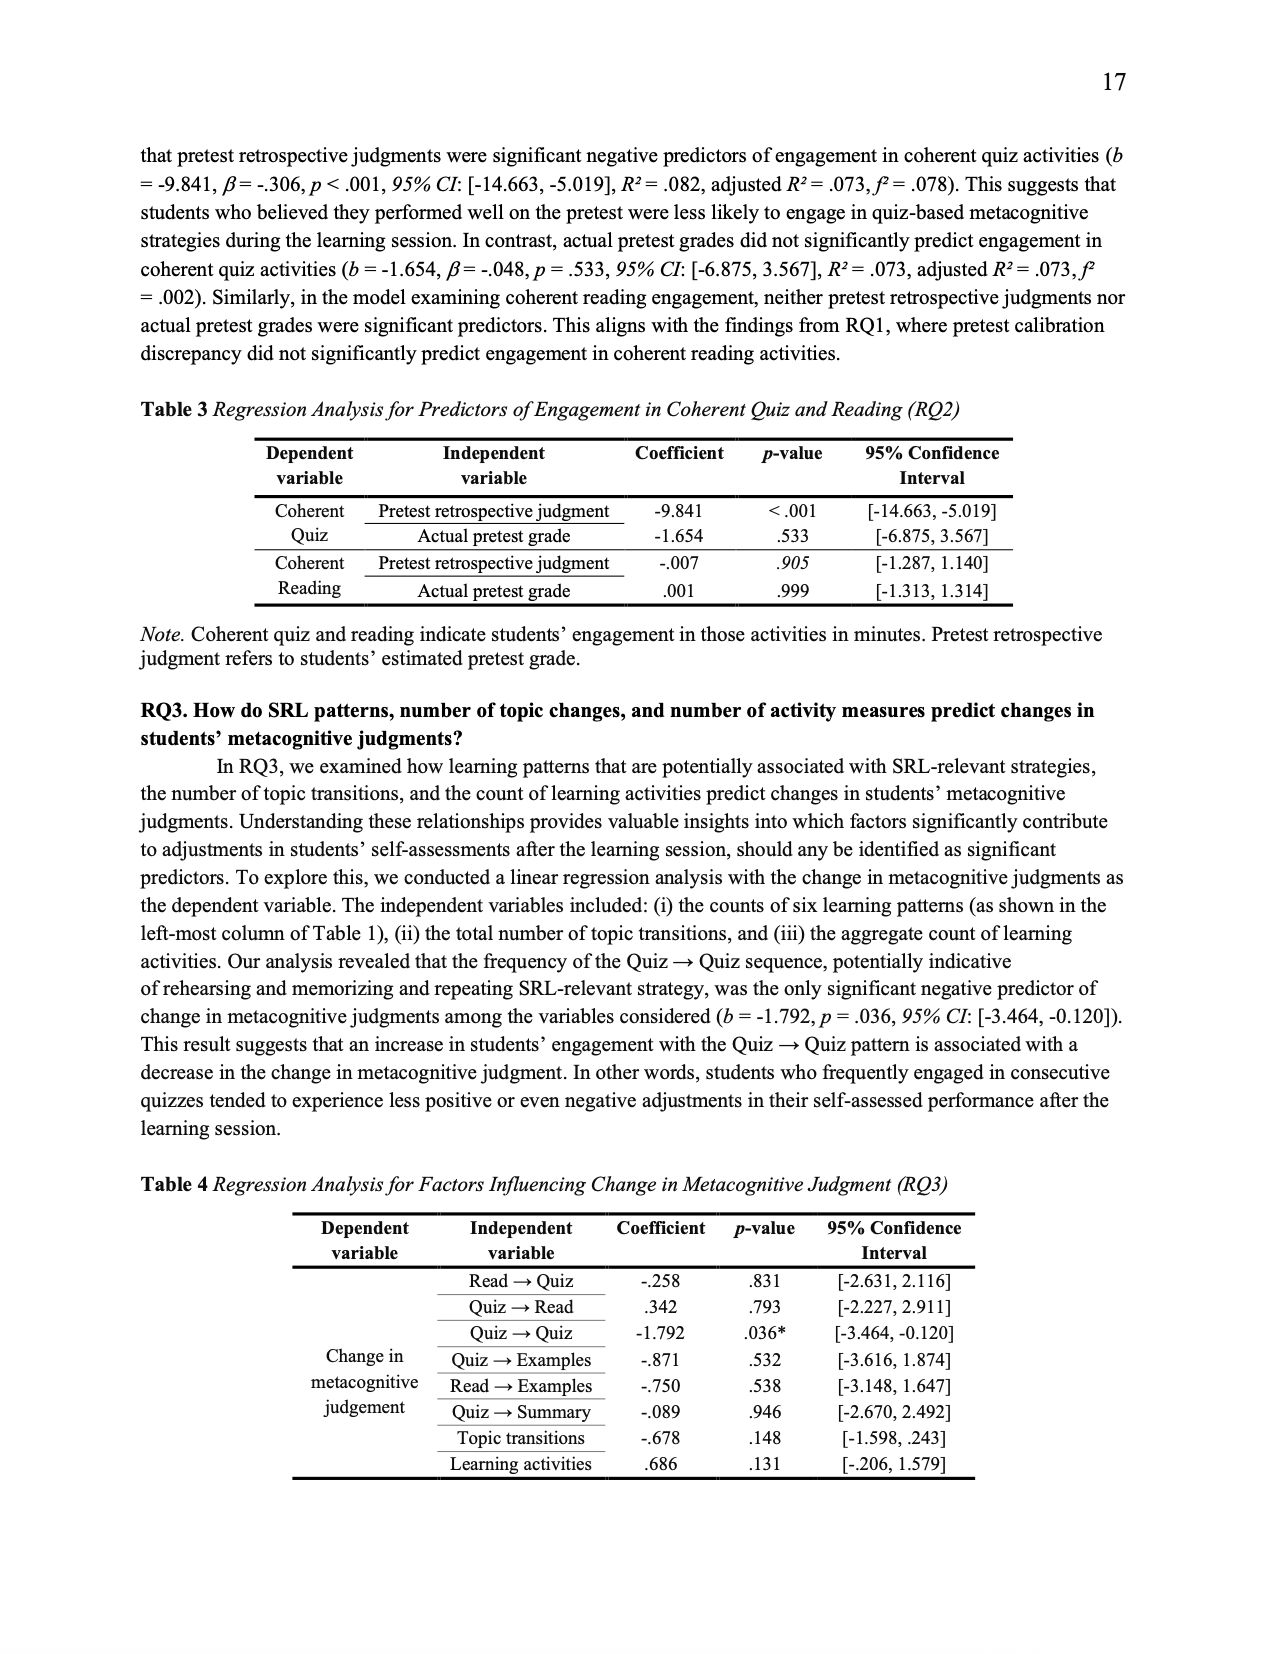 17
that pretest retrospective judgments were significant negative predictors of engagement in coherent quiz activities (b
= -9.841, β = -.306, p < .001, 95% CI: [-14.663, -5.019], R² = .082, adjusted R² = .073, f² = .078). This suggests that
students who believed they performed well on the pretest were less likely to engage in quiz-based metacognitive
strategies during the learning session. In contrast, actual pretest grades did not significantly predict engagement in
coherent quiz activities (b = -1.654, β = -.048, p = .533, 95% CI: [-6.875, 3.567], R² = .073, adjusted R² = .073, f²
= .002). Similarly, in the model examining coherent reading engagement, neither pretest retrospective judgments nor
actual pretest grades were significant predictors. This aligns with the findings from RQ1, where pretest calibration
discrepancy did not significantly predict engagement in coherent reading activities.
Table 3 Regression Analysis for Predictors of Engagement in Coherent Quiz and Reading (RQ2)
Dependent Independent Coefficient p-value 95% Confidence
variable variable Interval
Coherent Pretest retrospective judgment -9.841 < .001 [-14.663, -5.019]
Quiz Actual pretest grade -1.654 .533 [-6.875, 3.567]
Coherent Pretest retrospective judgment -.007 .905 [-1.287, 1.140]
Reading Actual pretest grade .001 .999 [-1.313, 1.314]
Note. Coherent quiz and reading indicate students’ engagement in those activities in minutes. Pretest retrospective
judgment refers to students’ estimated pretest grade.
RQ3. How do SRL patterns, number of topic changes, and number of activity measures predict changes in
students’ metacognitive judgments?
In RQ3, we examined how learning patterns that are potentially associated with SRL-relevant strategies,
the number of topic transitions, and the count of learning activities predict changes in students’ metacognitive
judgments. Understanding these relationships provides valuable insights into which factors significantly contribute
to adjustments in students’ self-assessments after the learning session, should any be identified as significant
predictors. To explore this, we conducted a linear regression analysis with the change in metacognitive judgments as
the dependent variable. The independent variables included: (i) the counts of six learning patterns (as shown in the
left-most column of Table 1), (ii) the total number of topic transitions, and (iii) the aggregate count of learning
activities. Our analysis revealed that the frequency of the Quiz → Quiz sequence, potentially indicative
of rehearsing and memorizing and repeating SRL-relevant strategy, was the only significant negative predictor of
change in metacognitive judgments among the variables considered (b = -1.792, p = .036, 95% CI: [-3.464, -0.120]).
This result suggests that an increase in students’ engagement with the Quiz → Quiz pattern is associated with a
decrease in the change in metacognitive judgment. In other words, students who frequently engaged in consecutive
quizzes tended to experience less positive or even negative adjustments in their self-assessed performance after the
learning session.
Table 4 Regression Analysis for Factors Influencing Change in Metacognitive Judgment (RQ3)
Dependent Independent Coefficient p-value 95% Confidence
variable variable Interval
Read → Quiz -.258 .831 [-2.631, 2.116]
Quiz → Read .342 .793 [-2.227, 2.911]
Quiz → Quiz -1.792 .036* [-3.464, -0.120]
Change in Quiz → Examples -.871 .532 [-3.616, 1.874]
metacognitive Read → Examples -.750 .538 [-3.148, 1.647]
judgement Quiz → Summary -.089 .946 [-2.670, 2.492]
Topic transitions -.678 .148 [-1.598, .243]
Learning activities .686 .131 [-.206, 1.579]